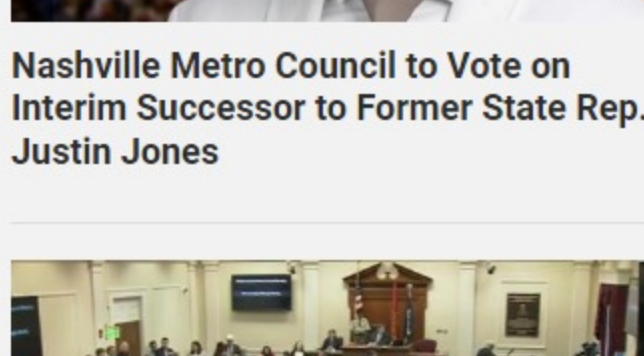 Nashville Metro Council to Vote on
Interim Successor to Former State Rep.
Justin Jones